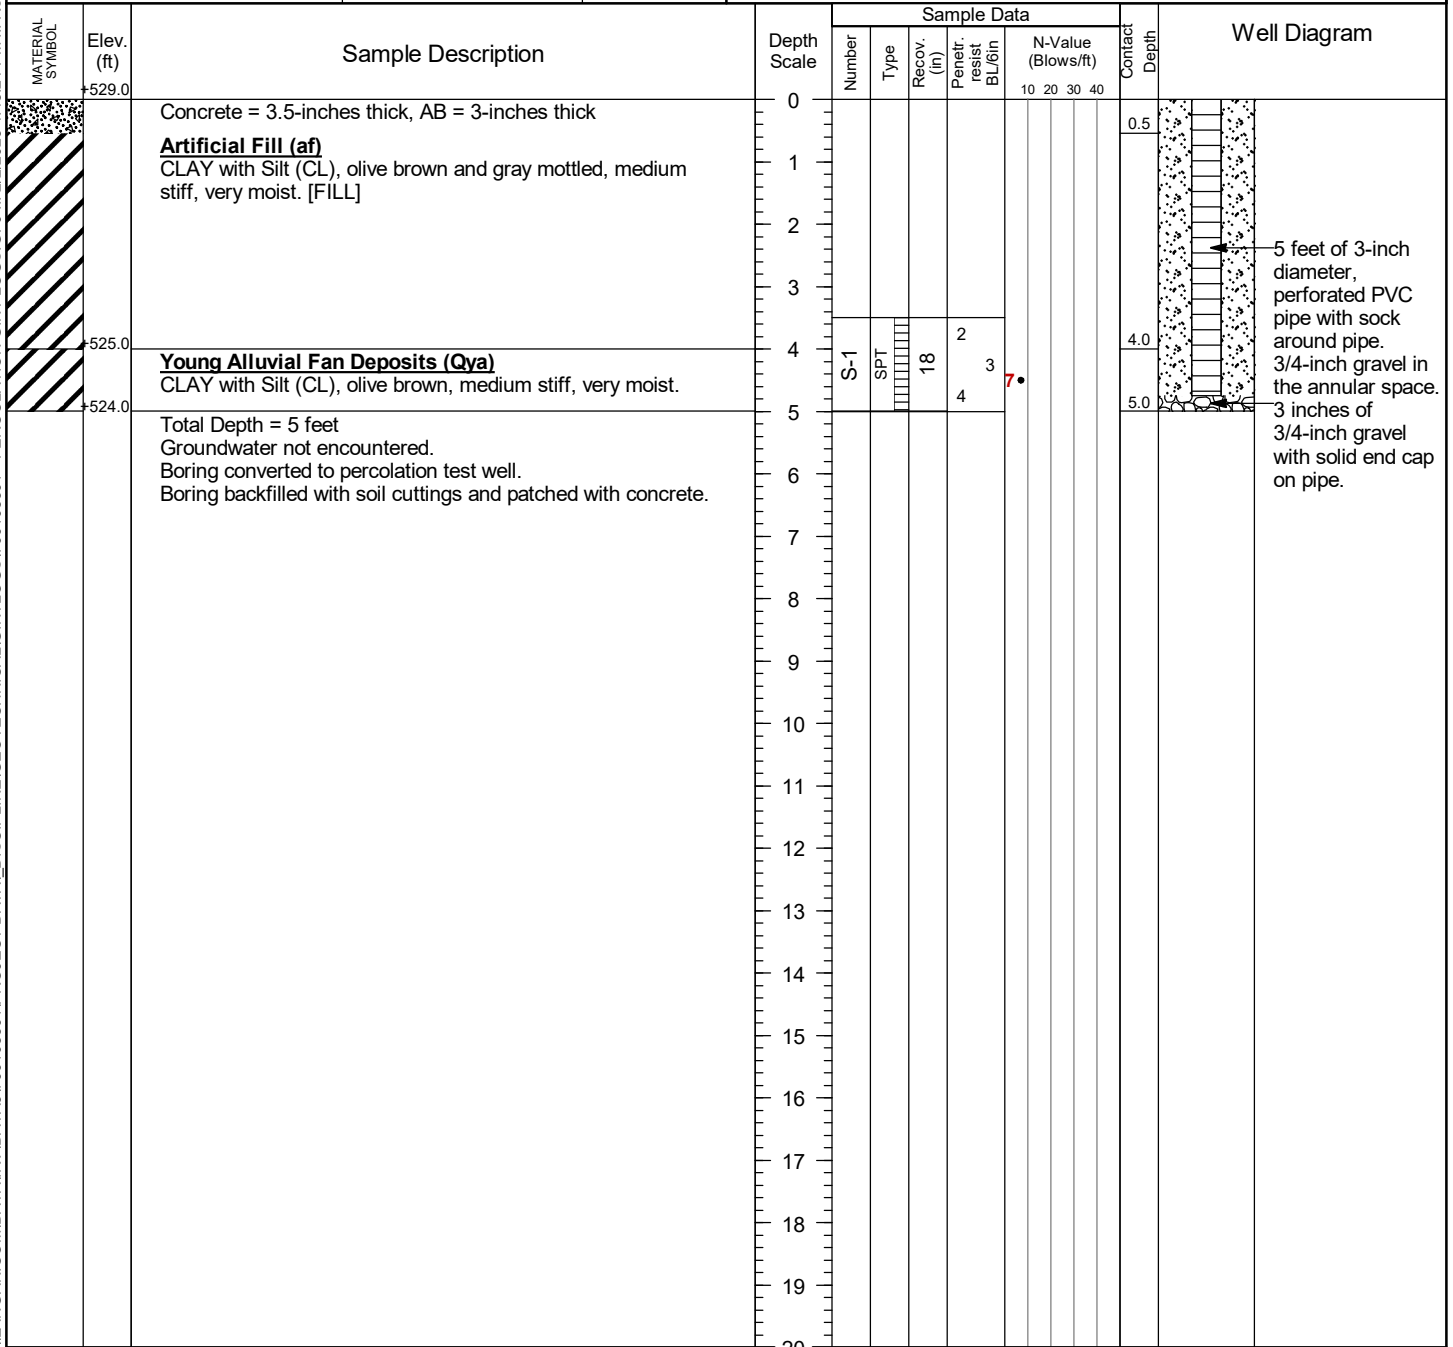 MATERIAL
SYMBOL
Elev.
(ft)
Sample Description
Depth
Scale
Sample Data
Number
Type
Recov.
(in)
Penetr.
resist
BL/6in
N-Value
(Blows/ft)
10 20 30 40
Contact
Depth
Well Diagram
+529.0
Concrete = 3.5-inches thick, AB = 3-inches thick
Artificial Fill (af)
CLAY with Silt (CL), olive brown and gray mottled, medium
stiff, very moist. [FILL]
+525.0
Young Alluvial Fan Deposits (Qya)
CLAY with Silt (CL), olive brown, medium stiff, very moist.
+524.0
Total Depth = 5 feet
Groundwater not encountered.
Boring converted to percolation test well.
Boring backfilled with soil cuttings and patched with concrete.
0
1
2
3
4
5
6
7
8
9
10
11
12
13
14
15
16
17
18
19
20
S-1
SPT
18
2
3
4
7
0.5
4.0
5.0
5 feet of 3-inch
diameter,
perforated PVC
pipe with sock
around pipe.
3/4-inch gravel in
the annular space.
3 inches of
3/4-inch gravel
with solid end cap
on pipe.